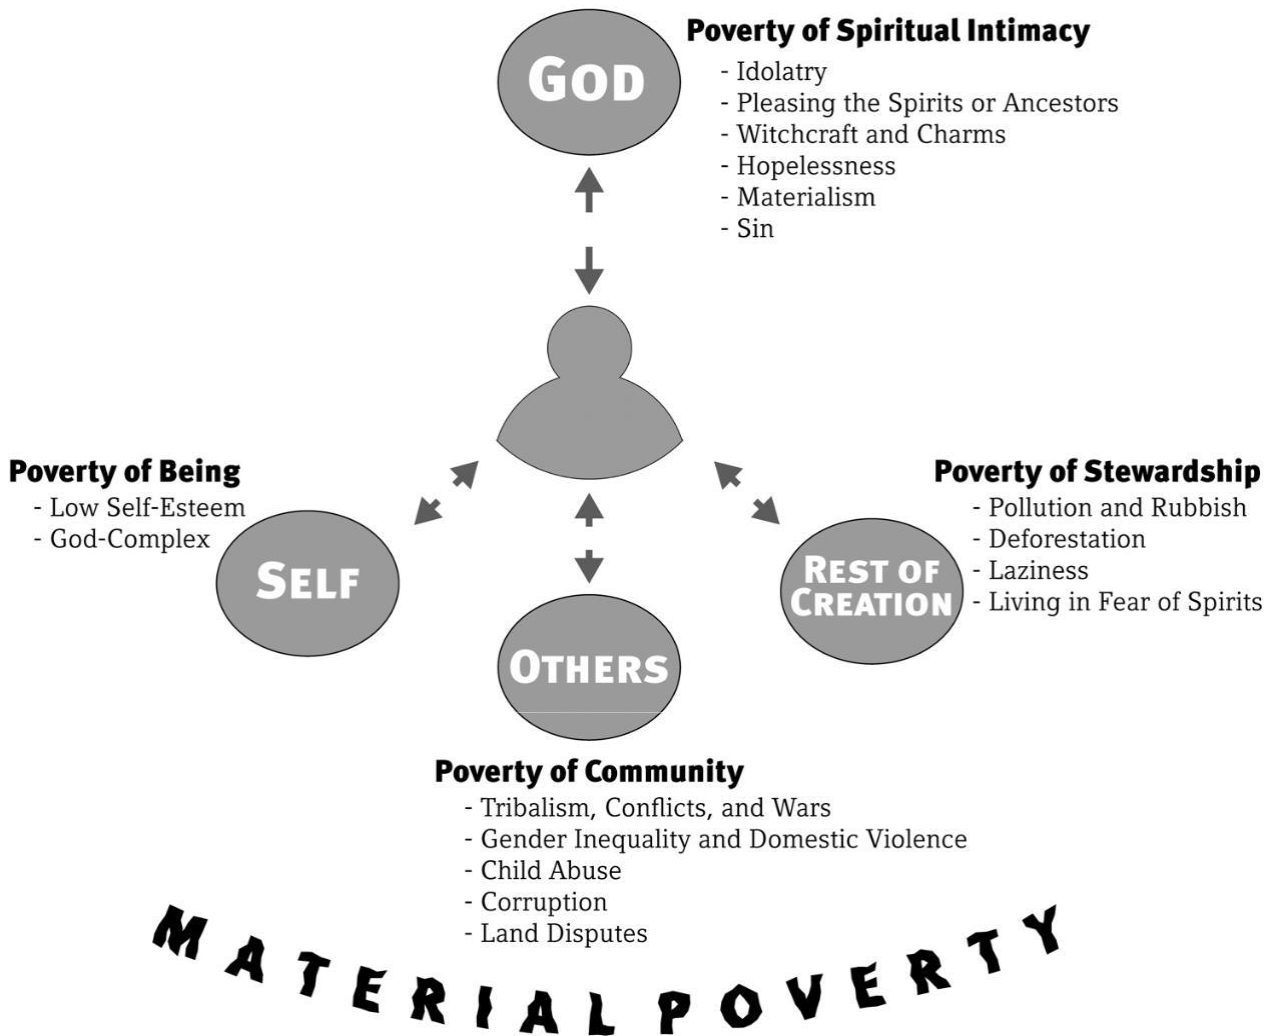 GOD
Poverty of Spiritual Intimacy
- Idolatry
- Pleasing the Spirits or Ancestors
- Witchcraft and Charms
- Hopelessness
- Materialism
- Sin
Poverty of Being
- Low Self-Esteem
- God-Complex
SELF
Poverty of Stewardship
- Pollution and Rubbish
- Deforestation
- Laziness
- Living in Fear of Spirits
REST OF
CREATION
OTHERS
Poverty of Community
- Tribalism, Conflicts, and Wars
- Gender Inequality and Domestic Violence
- Child Abuse
- Corruption
- Land Disputes
MATERIAL POVERTY